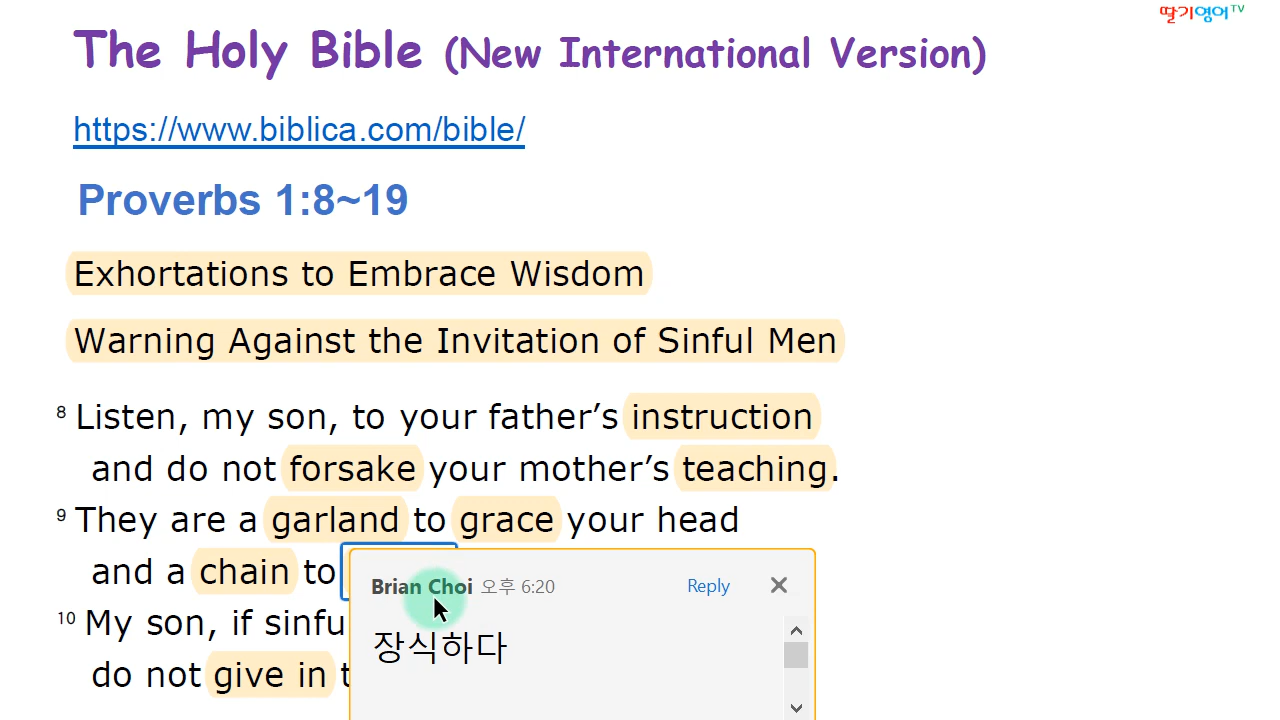 딸기영어TV
The Holy Bible (New International Version)
https://www.biblica.com/bible/
Proverbs 1:8~19
Exhortations to Embrace Wisdom
Warning Against the Invitation of Sinful Men
8 Listen, my son, to your father’s instruction
and do not forsake your mother’s teaching.
9 They are a garland to grace your head
and a chain to
Brian Choi 오후 6:20 Reply
10 My son, if sinfu
장식하다
do not give in t